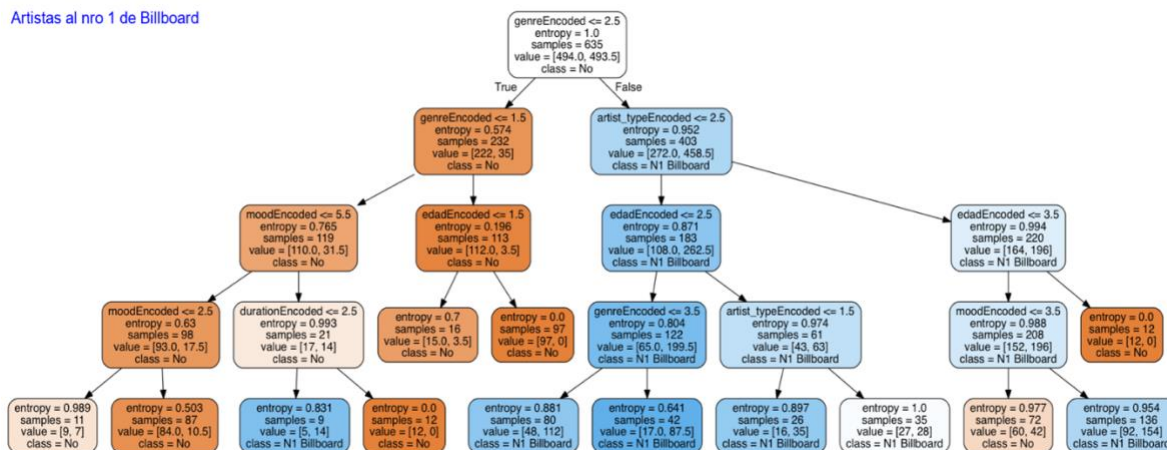 Artistas al nro 1 de Billboard
genreEncoded <= 2.5
entropy = 1.0
samples = 635
value = [494.0, 493.5]
class = No
True
False
genreEncoded <= 1.5
entropy = 0.574
samples = 232
value = [222, 35]
class = No
artist_typeEncoded <= 2.5
entropy = 0.952
samples = 403
value = [272.0, 458.5]
class = N1 Billboard
moodEncoded <= 5.5
entropy = 0.765
samples = 119
value = [110.0, 31.5]
class = No
edadEncoded <= 1.5
entropy = 0.196
samples = 113
value = [112.0, 3.5]
class = No
edadEncoded <= 2.5
entropy = 0.871
samples = 183
value = [108.0, 262.5]
class = N1 Billboard
edadEncoded <= 3.5
entropy = 0.994
samples = 220
value = [164, 196]
class = N1 Billboard
moodEncoded <= 2.5
entropy = 0.63
samples = 98
value = [93.0, 17.5]
class = No
durationEncoded <= 2.5
entropy = 0.993
samples = 21
value = [17, 14]
class = No
entropy = 0.7
samples = 16
value = [15.0, 3.5]
class = No
entropy = 0.0
samples = 97
value = [97, 0]
class = No
genreEncoded <= 3.5
entropy = 0.804
samples = 122
value = [65.0, 199.5]
class = N1 Billboard
artist_typeEncoded <= 1.5
entropy = 0.974
samples = 61
value = [43, 63]
class = N1 Billboard
moodEncoded <= 3.5
entropy = 0.988
samples = 208
value = [152, 196]
class = N1 Billboard
entropy = 0.0
samples = 12
value = [12, 0]
class = No
entropy = 0.989
samples = 11
value = [9, 7]
class = No
entropy = 0.503
samples = 87
value = [84.0, 10.5]
class = No
entropy = 0.831
samples = 9
value = [5, 14]
class = N1 Billboard
entropy = 0.0
samples = 12
value = [12, 0]
class = No
entropy = 0.881
samples = 80
value = [48, 112]
class = N1 Billboard
entropy = 0.641
samples = 42
value = [17.0, 87.5]
class = N1 Billboard
entropy = 0.897
samples = 26
value = [16, 35]
class = N1 Billboard
entropy = 1.0
samples = 35
value = [27, 28]
class = N1 Billboard
entropy = 0.977
samples = 72
value = [60, 42]
class = No
entropy = 0.954
samples = 136
value = [92, 154]
class = N1 Billboard